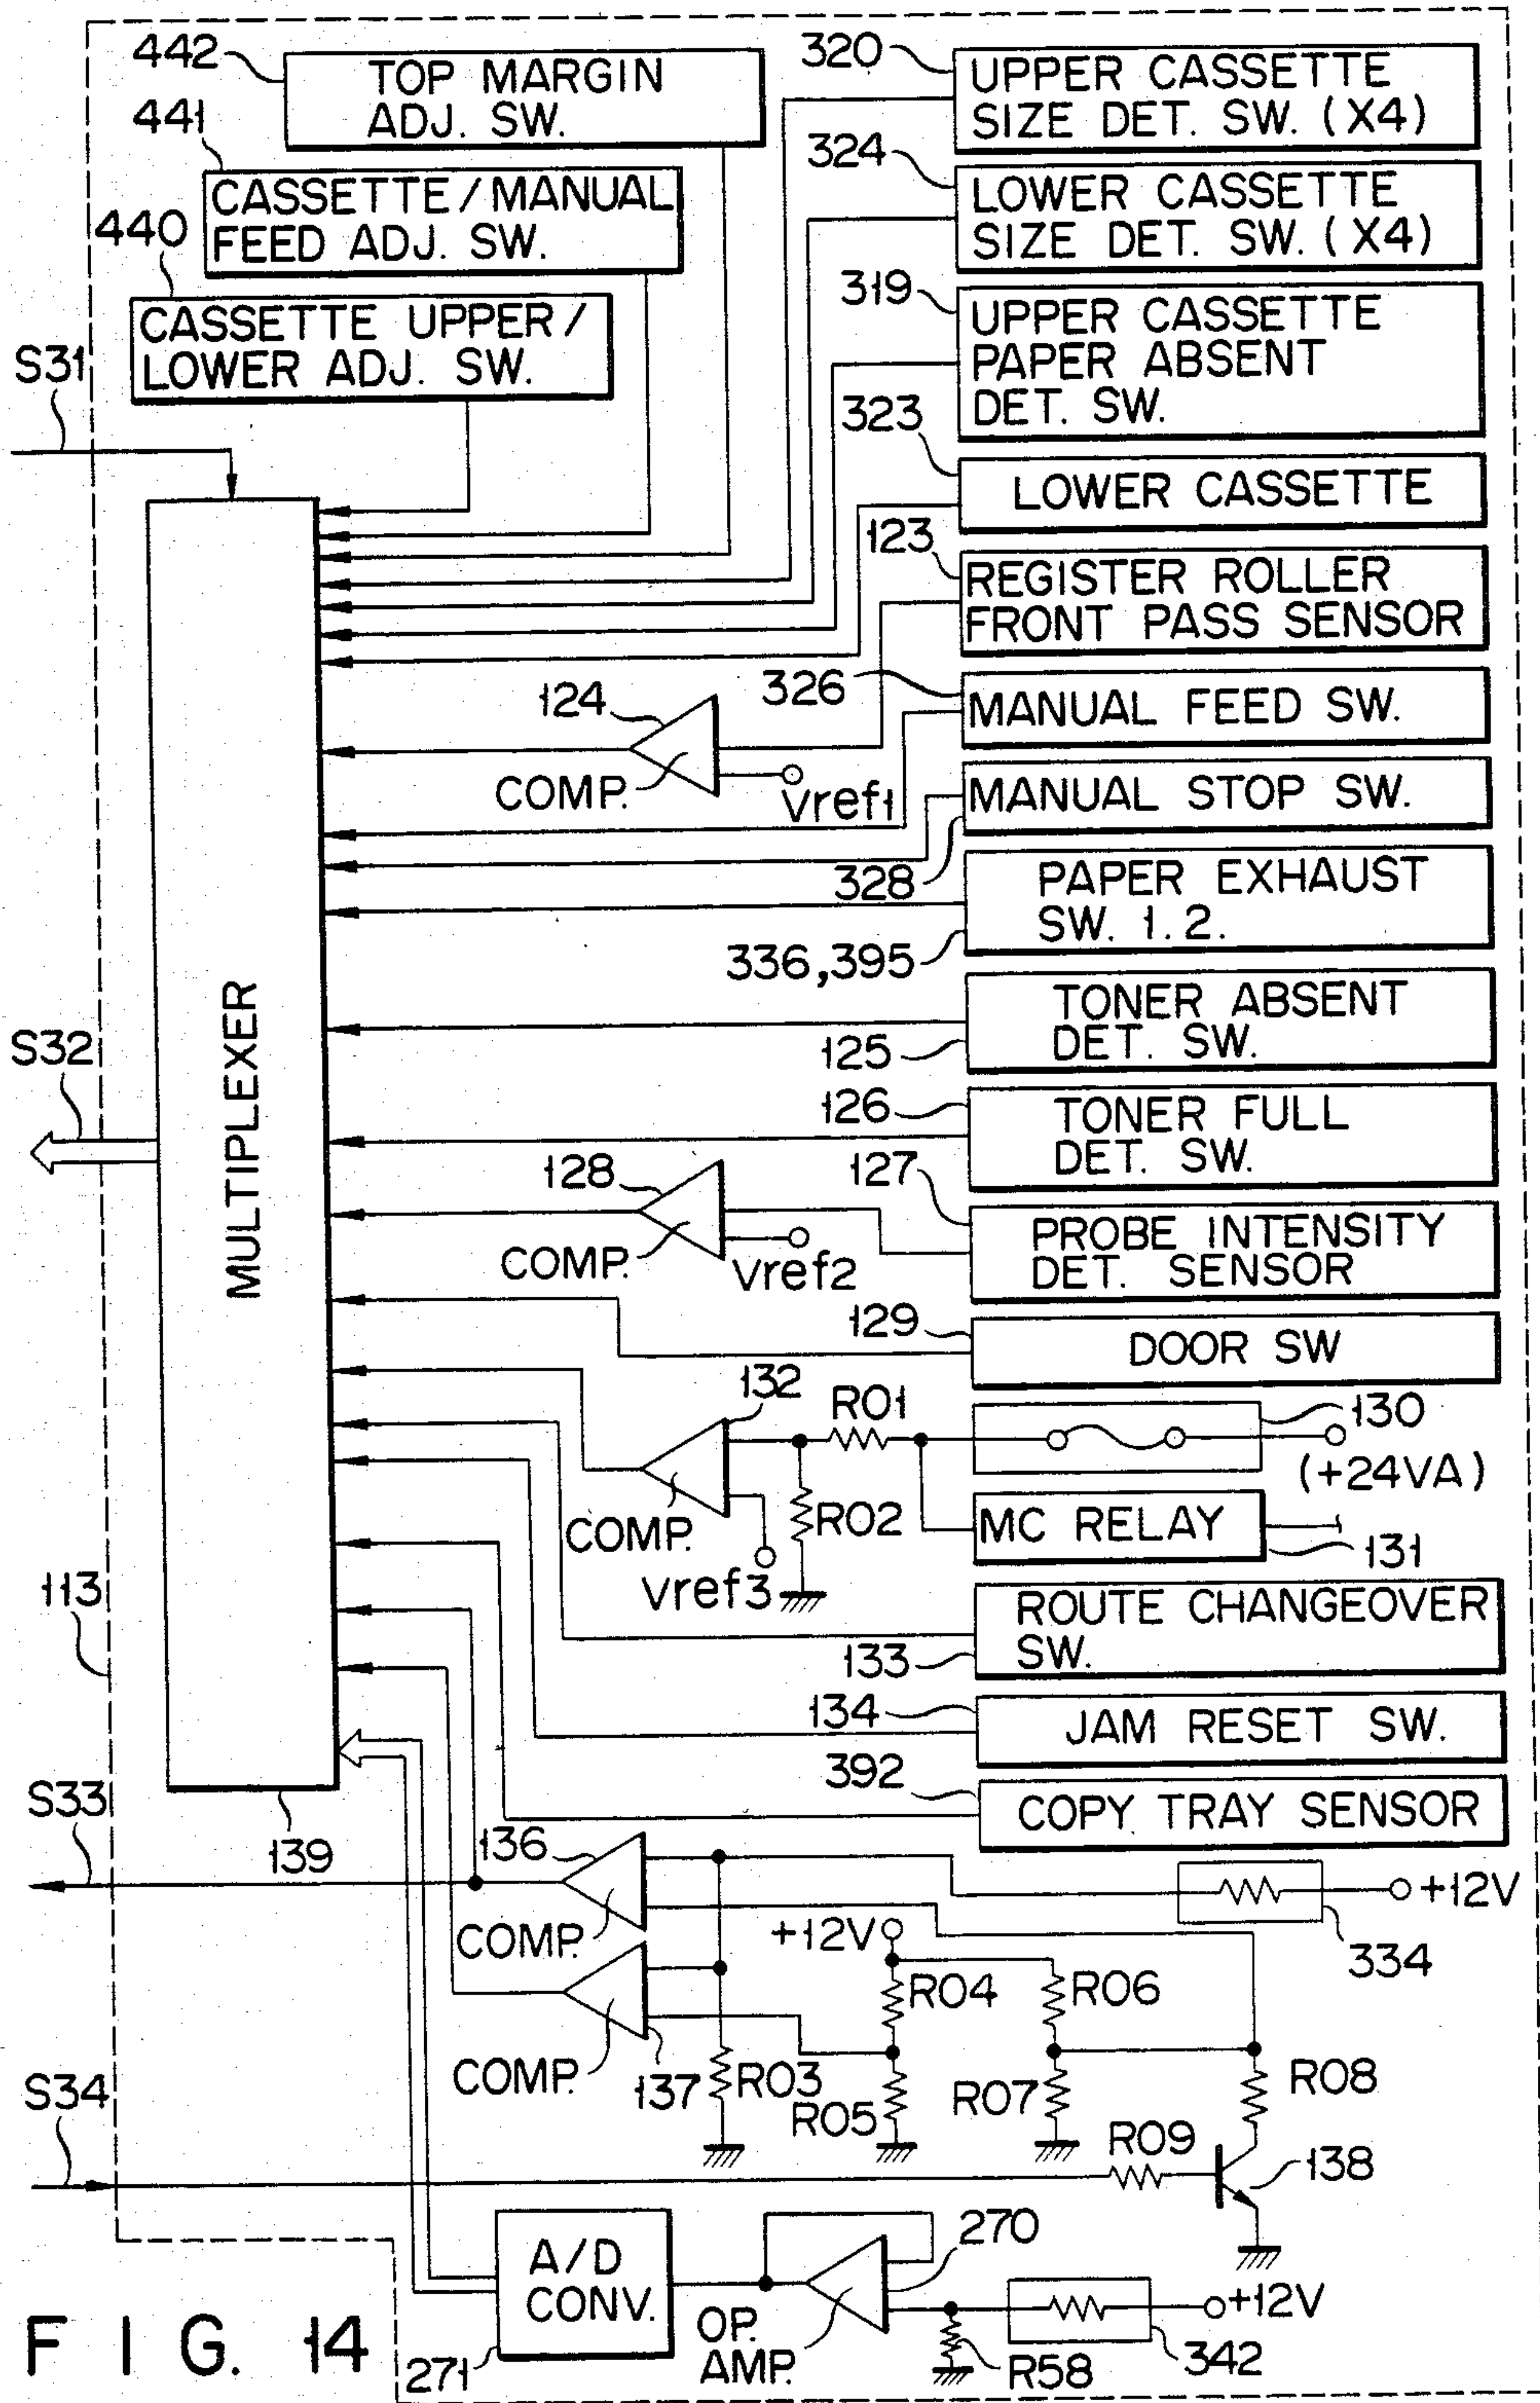 442
TOP MARGIN
ADJ. SW.
441
CASSETTE/MANUAL
FEED ADJ. SW.
440
CASSETTE UPPER/
LOWER ADJ. SW.
S31
320
UPPER CASSETTE
SIZE DET. SW. (X4)
324
LOWER CASSETTE
SIZE DET. SW. (X4)
319
UPPER CASSETTE
PAPER ABSENT
DET. SW.
323
LOWER CASSETTE
123
REGISTER ROLLER
FRONT PASS SENSOR
124
COMP.
Vref1
326
MANUAL FEED SW.
MANUAL STOP SW.
328
PAPER EXHAUST
SW. 1. 2.
336,395
TONER ABSENT
DET. SW.
125
S32
MULTIPLEXER
126
TONER FULL
DET. SW.
128
COMP.
Vref2
127
PROBE INTENSITY
DET. SENSOR
129
DOOR SW
132
COMP.
Vref3
R01
R02
130
(+24VA)
MC RELAY
131
113
ROUTE CHANGEOVER
SW.
133
134
JAM RESET SW.
392
COPY TRAY SENSOR
S33
139
136
COMP.
+12V
334
+12V
R04
R06
COMP.
137
R03
R05
R07
R08
S34
R09
138
A/D
CONV.
271
270
OP.
AMP.
R58
+12V
342
FIG. 14